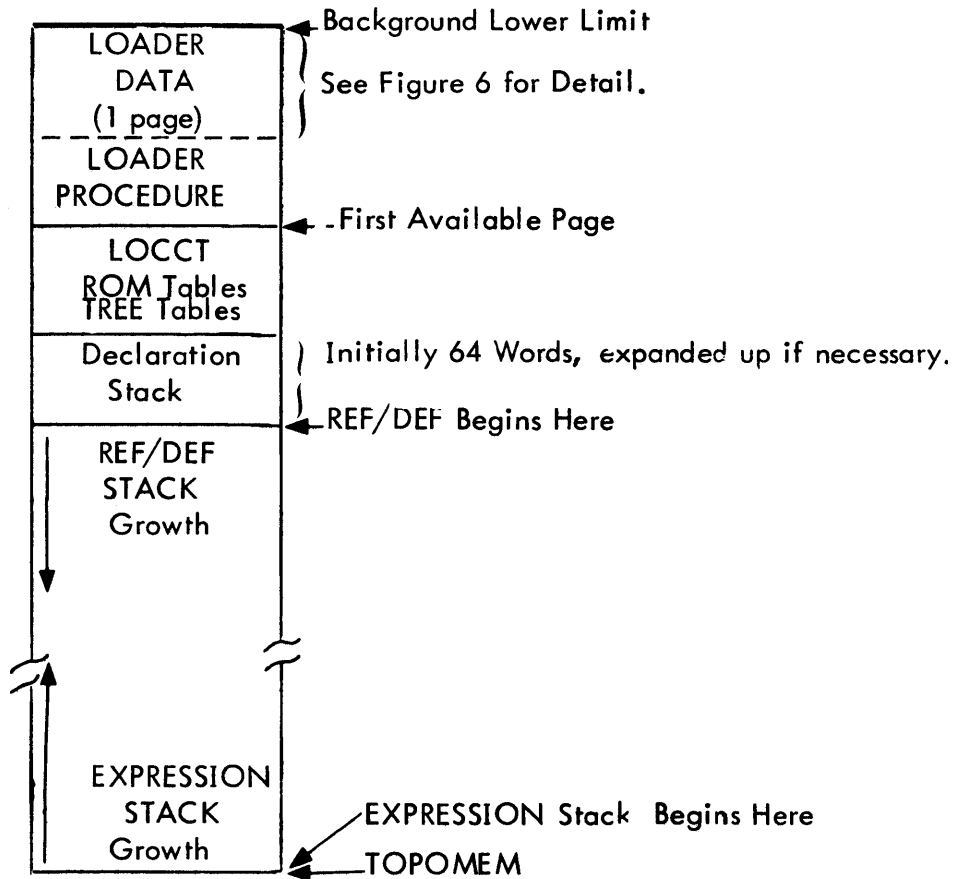 Background Lower Limit
LOADER
DATA
(1 page)
See Figure 6 for Detail.
LOADER
PROCEDURE
First Available Page
LOCCT
ROM Tables
TREE Tables
Declaration
Stack
Initially 64 Words, expanded up if necessary.
REF/DEF Begins Here
REF/DEF
STACK
Growth
EXPRESSION
STACK
Growth
EXPRESSION Stack Begins Here
TOPOMEM